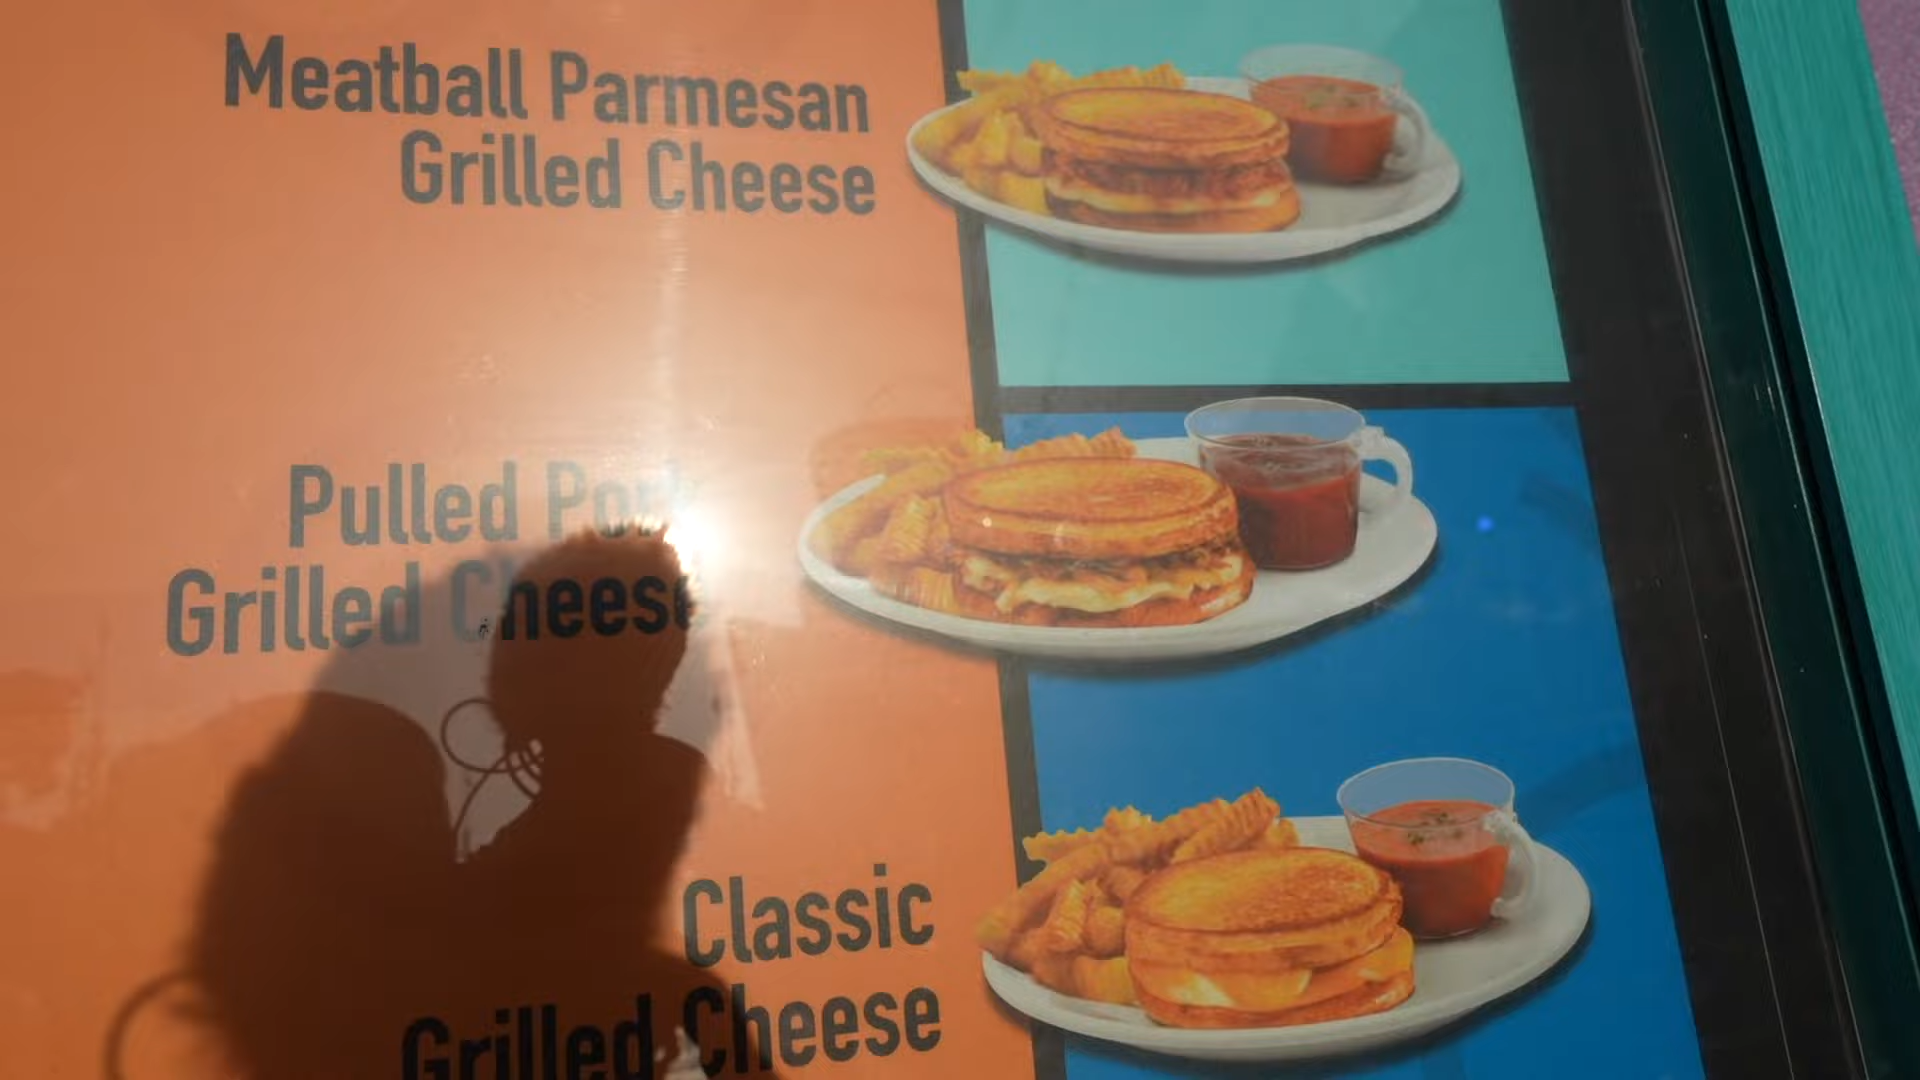 Meatball Parmesan
Grilled Cheese
Pulled Pork
Grilled Cheese
Classic
Grilled Cheese